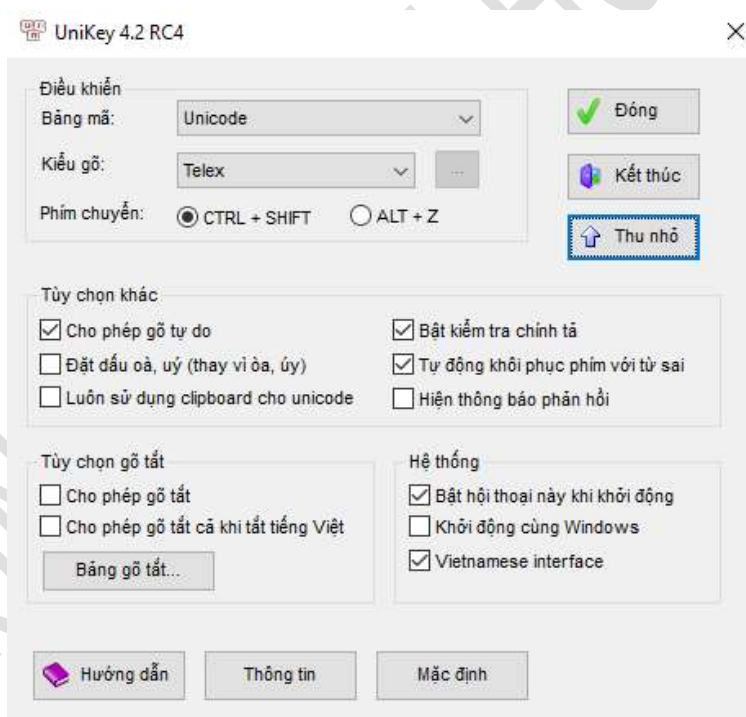 UniKey 4.2 RC4
Điều khiển
Bảng mã: Unicode
Đóng
Kiểu gõ: Telex ...
Kết thúc
Phím chuyển: CTRL + SHIFT ALT + Z
Thu nhỏ
Tùy chọn khác
Cho phép gõ tự do
Bật kiểm tra chính tả
Đặt dấu oà, uý (thay vì òa, úy)
Tự động khôi phục phím với từ sai
Luôn sử dụng clipboard cho unicode
Hiện thông báo phản hồi
Tùy chọn gõ tắt
Cho phép gõ tắt
Cho phép gõ tắt cả khi tắt tiếng Việt
Bảng gõ tắt...
Hệ thống
Bật hội thoại này khi khởi động
Khởi động cùng Windows
Vietnamese interface
Hướng dẫn
Thông tin
Mặc định